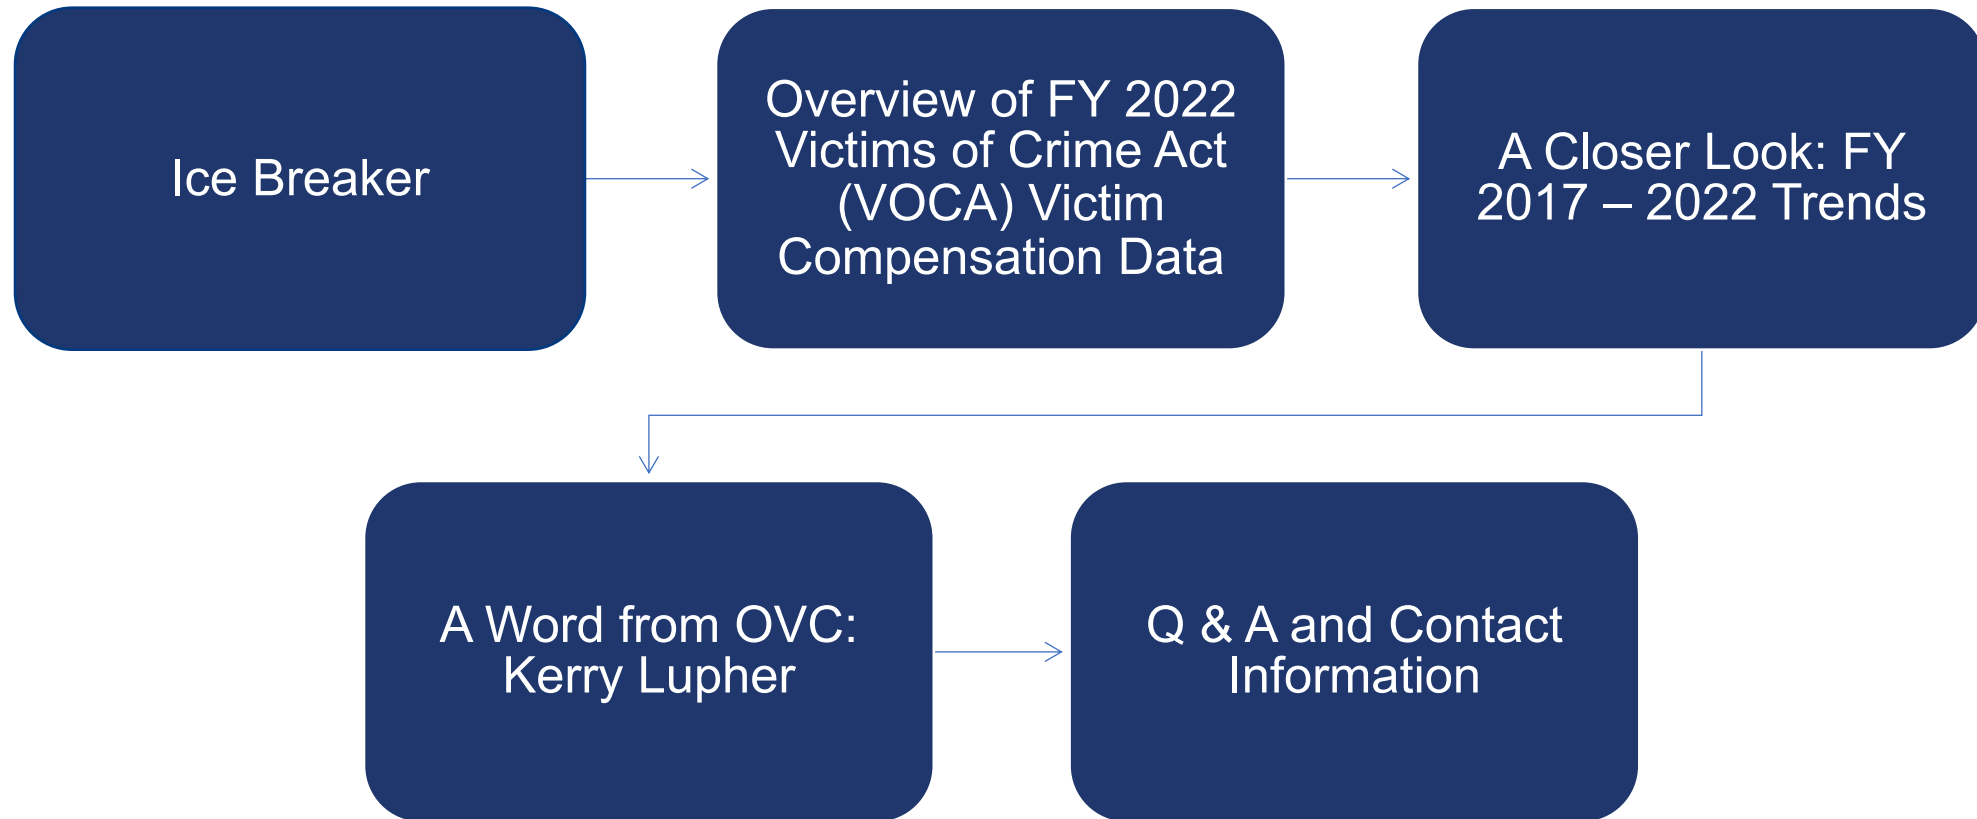 Ice Breaker
Overview of FY 2022
Victims of Crime Act
(VOCA) Victim
Compensation Data
A Closer Look: FY
2017 – 2022 Trends
A Word from OVC:
Kerry Lupher
Q & A and Contact
Information